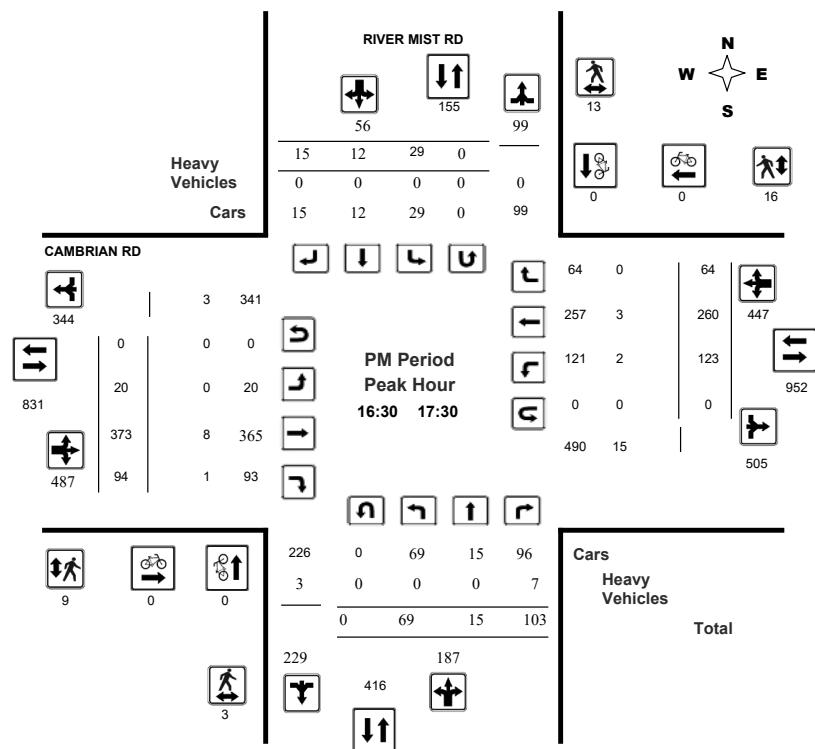 RIVER MIST RD
N
W E
S
155
13
56 99
15 12 29 0
Heavy
Vehicles
0 0 0 0 0
Cars
15 12 29 0 99
0 0 16
CAMBRIAN RD
344
3 341
0 0 0
831
20 0 20
373 8 365
487
94 1 93
64 0 64
257 3 260 447
121 2 123
952
0 0 0
490 15
505
PM Period
Peak Hour
16:30 17:30
226 0 69 15 96 Cars
3 0 0 0 7 Heavy
Vehicles
0 69 15 103 Total
9 0 0
229 187
416
3